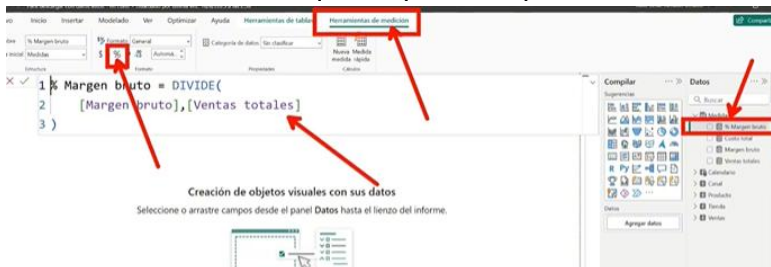 Inicio Insertar Modelado Ver Optimizar Ayuda Herramientas de tablas Herramientas de medición
Compartir
Margen bruto
Formato General
Categoría de datos Sin clasificar
Medidas
$ % Automá...
Nueva Medida
medida rápida
Estructura Formato Propiedades Cálculo
1 % Margen bruto = DIVIDE(
2 [Margen bruto],[Ventas totales]
3 )
Creación de objetos visuales con sus datos
Seleccione o arrastre campos desde el panel Datos hasta el lienzo del informe.
Compilar
Sugerencias
Datos
Agregar datos
Datos
Buscar
Medidas
% Margen bruto
Costo total
Margen bruto
Ventas totales
Calendario
Canal
Producto
Tienda
Ventas